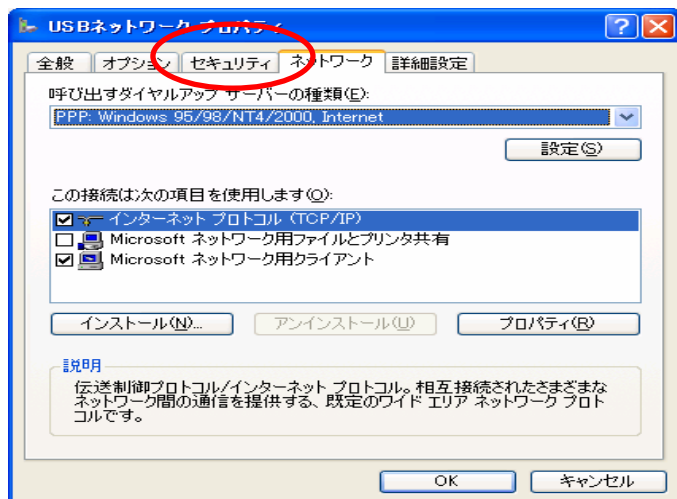 USBネットワーク プロパティ
全般 オプション セキュリティ ネットワーク 詳細設定
呼び出すダイヤルアップ サーバーの種類(E):
PPP: Windows 95/98/NT4/2000, Internet
設定(S)
この接続は次の項目を使用します(O):
インターネット プロトコル (TCP/IP)
Microsoft ネットワーク用ファイルとプリンタ共有
Microsoft ネットワーク用クライアント
インストール(N)... アンインストール(U) プロパティ(R)
説明
伝送制御プロトコル/インターネット プロトコル。相互接続されたさまざまな
ネットワーク間の通信を提供する、既定のワイド エリア ネットワーク プロト
コルです。
OK キャンセル